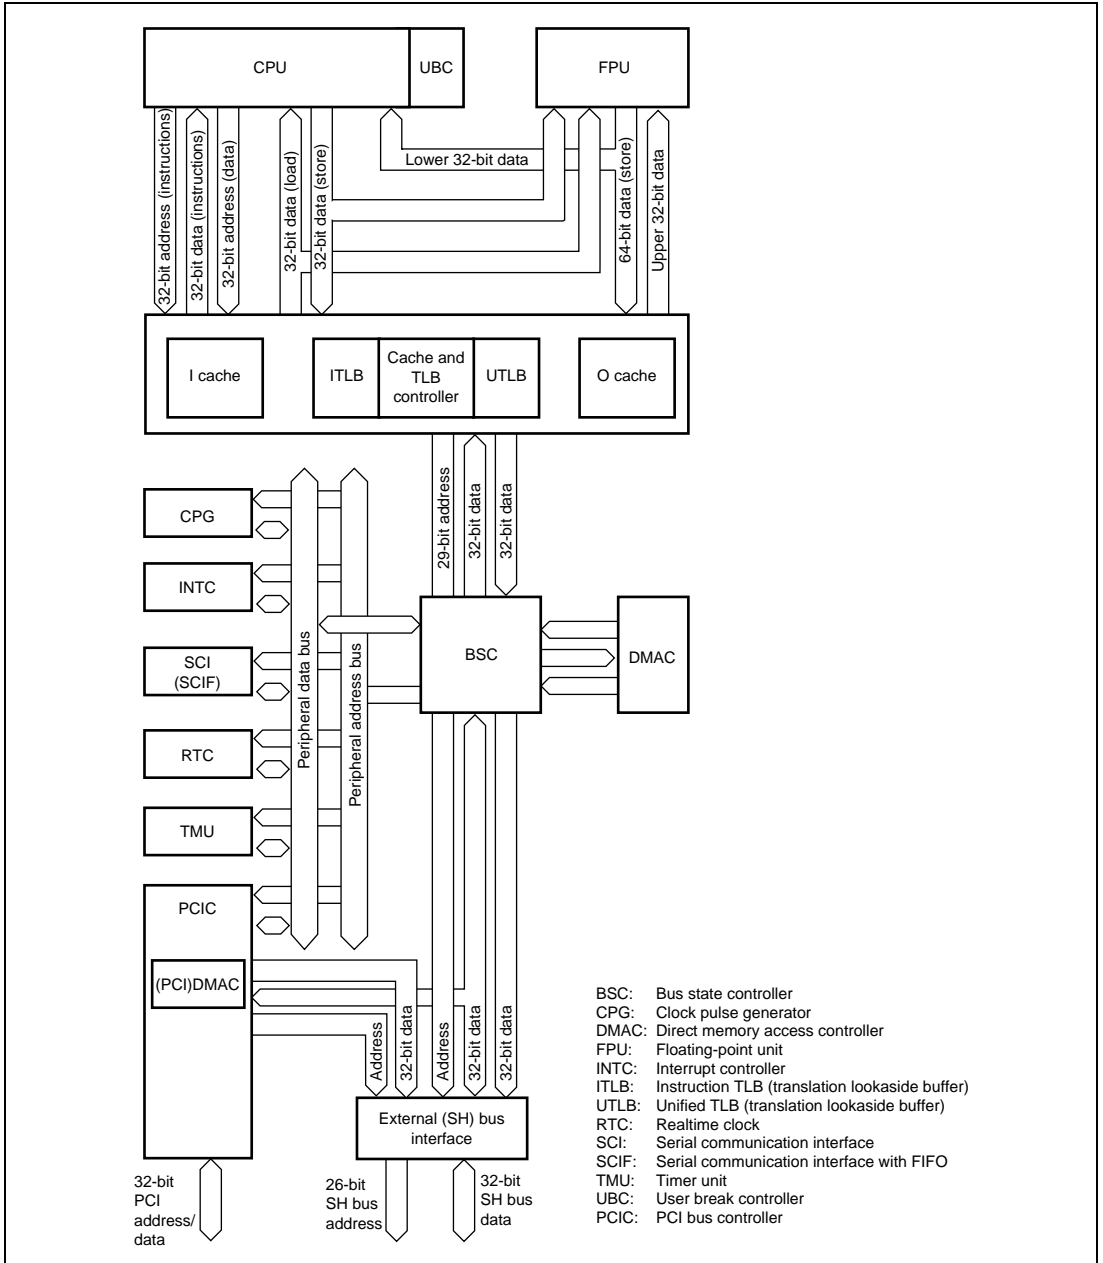 CPU
UBC
FPU
32-bit address (instructions)
32-bit data (instructions)
32-bit address (data)
32-bit data (load)
32-bit data (store)
Lower 32-bit data
64-bit data (store)
Upper 32-bit data
I cache
ITLB
Cache and
TLB
controller
UTLB
O cache
29-bit address
32-bit data
32-bit data
CPG
INTC
SCI
(SCIF)
RTC
TMU
PCIC
(PCI)DMAC
Peripheral data bus
Peripheral address bus
BSC
DMAC
Address
32-bit data
Address
32-bit data
32-bit data
External (SH) bus
interface
32-bit
PCI
address/
data
26-bit
SH bus
address
32-bit
SH bus
data
BSC: Bus state controller
CPG: Clock pulse generator
DMAC: Direct memory access controller
FPU: Floating-point unit
INTC: Interrupt controller
ITLB: Instruction TLB (translation lookaside buffer)
UTLB: Unified TLB (translation lookaside buffer)
RTC: Realtime clock
SCI: Serial communication interface
SCIF: Serial communication interface with FIFO
TMU: Timer unit
UBC: User break controller
PCIC: PCI bus controller